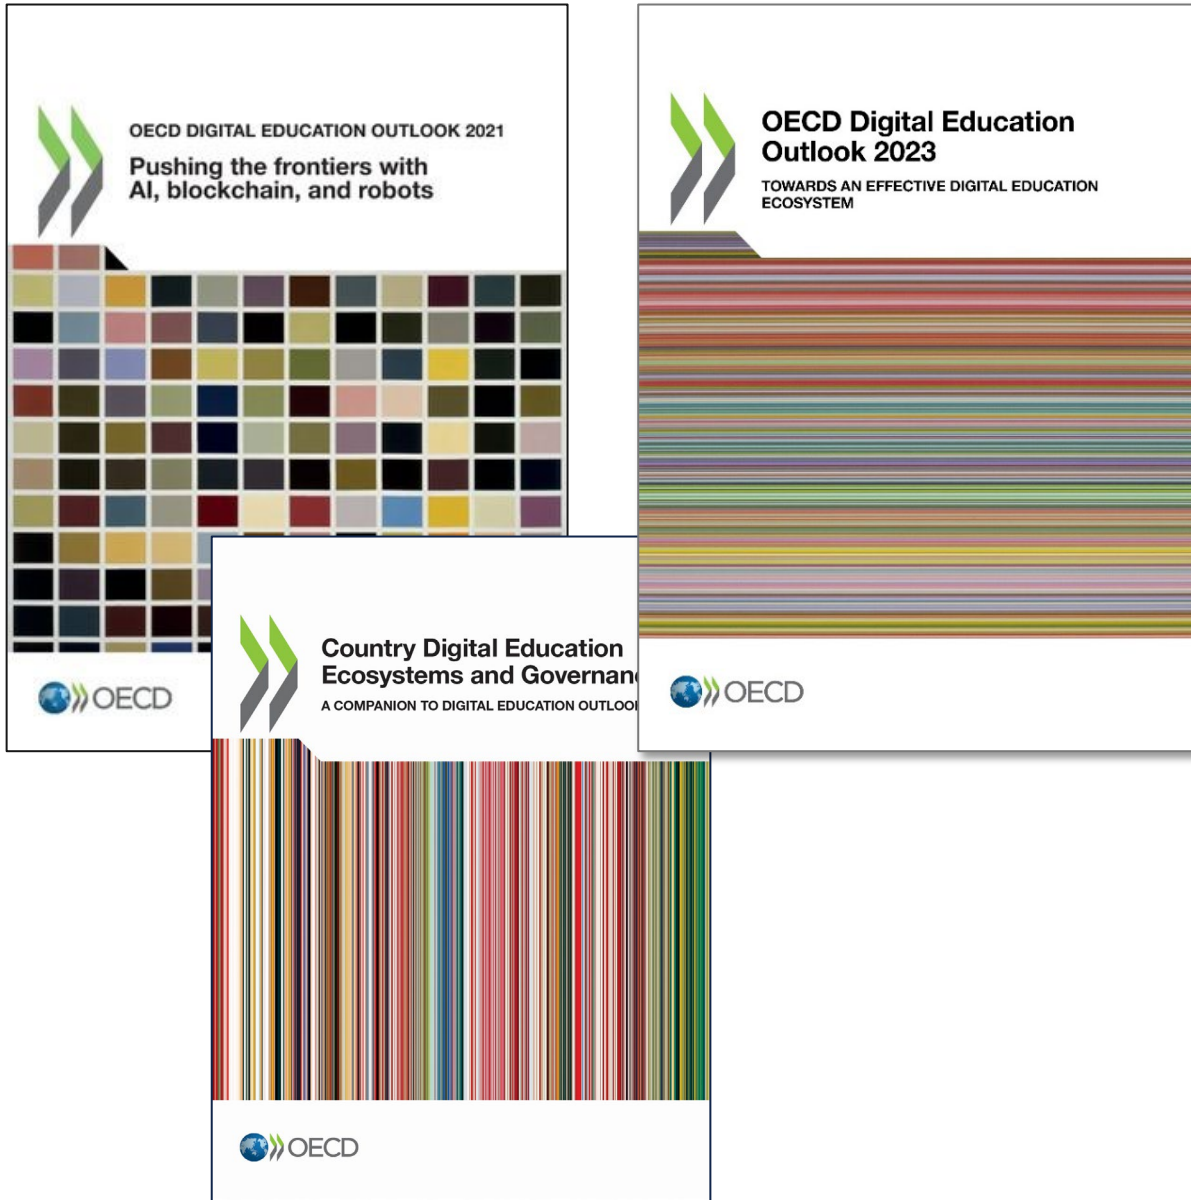 OECD DIGITAL EDUCATION OUTLOOK 2021
Pushing the frontiers with
AI, blockchain, and robots
OECD
OECD Digital Education
Outlook 2023
TOWARDS AN EFFECTIVE DIGITAL EDUCATION
ECOSYSTEM
OECD
Country Digital Education
Ecosystems and
A COMPANION TO DIGITAL EDUCATION
OECD